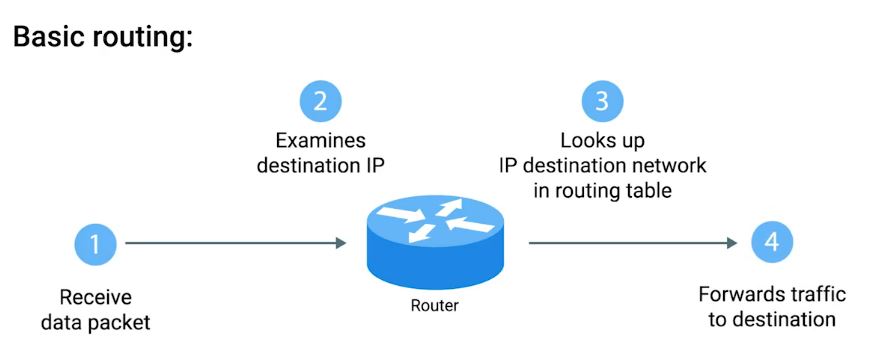 Basic routing:
1
Receive
data packet
2
Examines
destination IP
Router
3
Looks up
IP destination network
in routing table
4
Forwards traffic
to destination